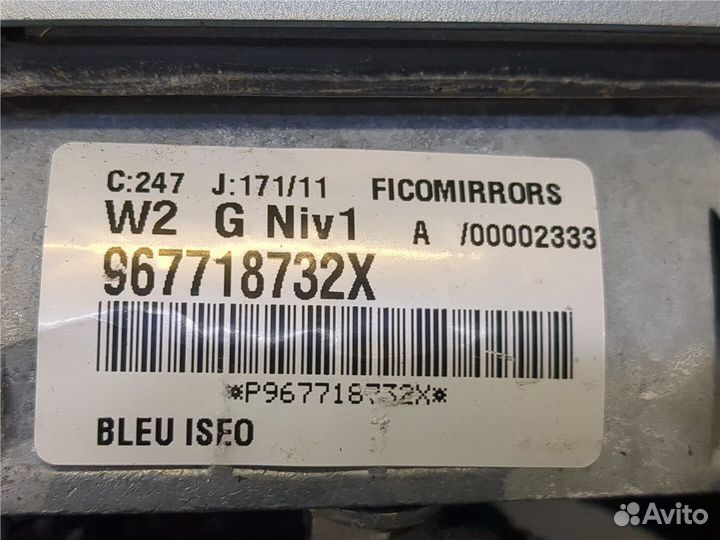 C:247 J:171/11 FICOMIRRORS
W2 G Niv1 A /00002333
967718732X
*P967718732X*
BLEU ISEO
Avito